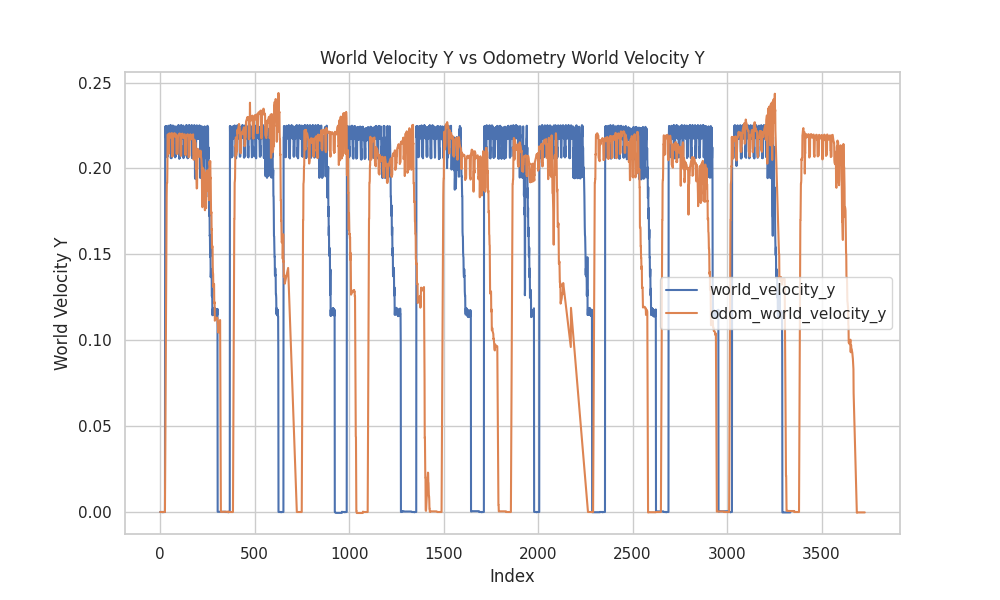 World Velocity Y vs Odometry World Velocity Y
World Velocity Y
0.25
0.20
0.15
0.10
0.05
0.00
world_velocity_y
odom_world_velocity_y
0 500 1000 1500 2000 2500 3000 3500
Index